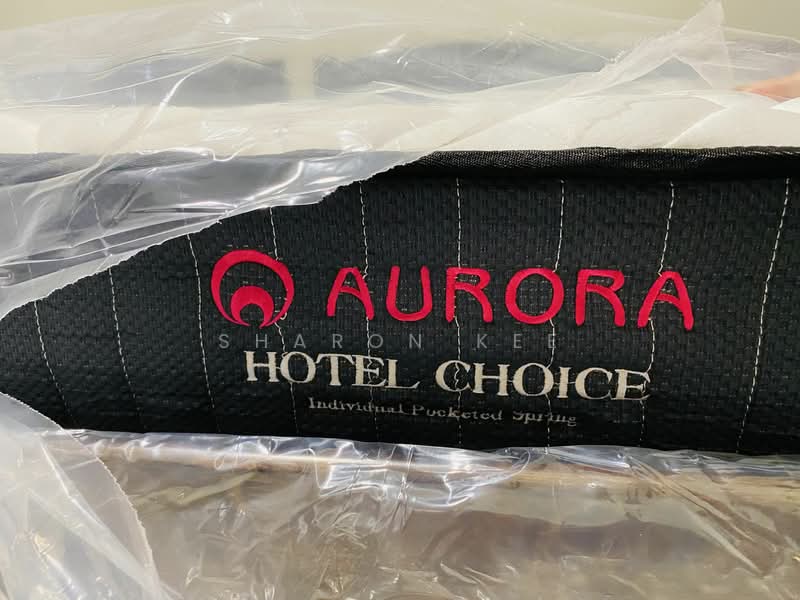 AURORA
SHARON KEE
HOTEL CHOICE
Individual Pocketed Spring